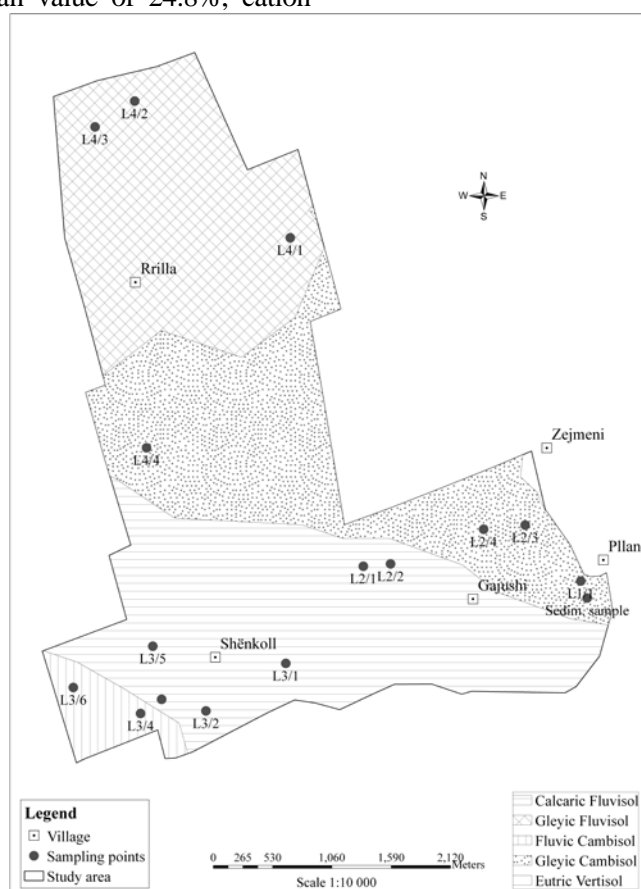 an value of 24.8%; cation
L4/2
L4/3
N
W E
S
L4/1
Rrilla
Zejmeni
L4/4
L2/4 L2/3
Pllan
L2/1 L2/2
L1/1
Gajushi
Sedim. sample
Shënkoll
L3/5
L3/1
L3/6
L3/4
L3/2
Legend
Village
Sampling points
Study area
0 265 530 1,060 1,590 2,120
Meters
Scale 1:10 000
Calcaric Fluvisol
Gleyic Fluvisol
Fluvic Cambisol
Gleyic Cambisol
Eutric Vertisol